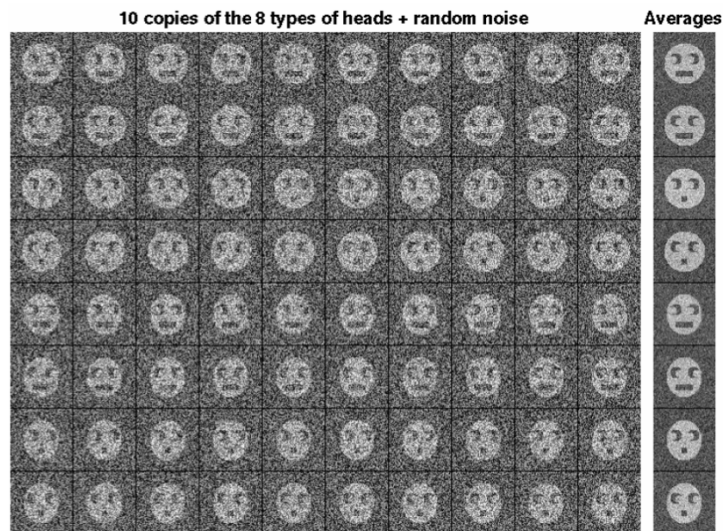 10 copies of the 8 types of heads + random noise
Averages